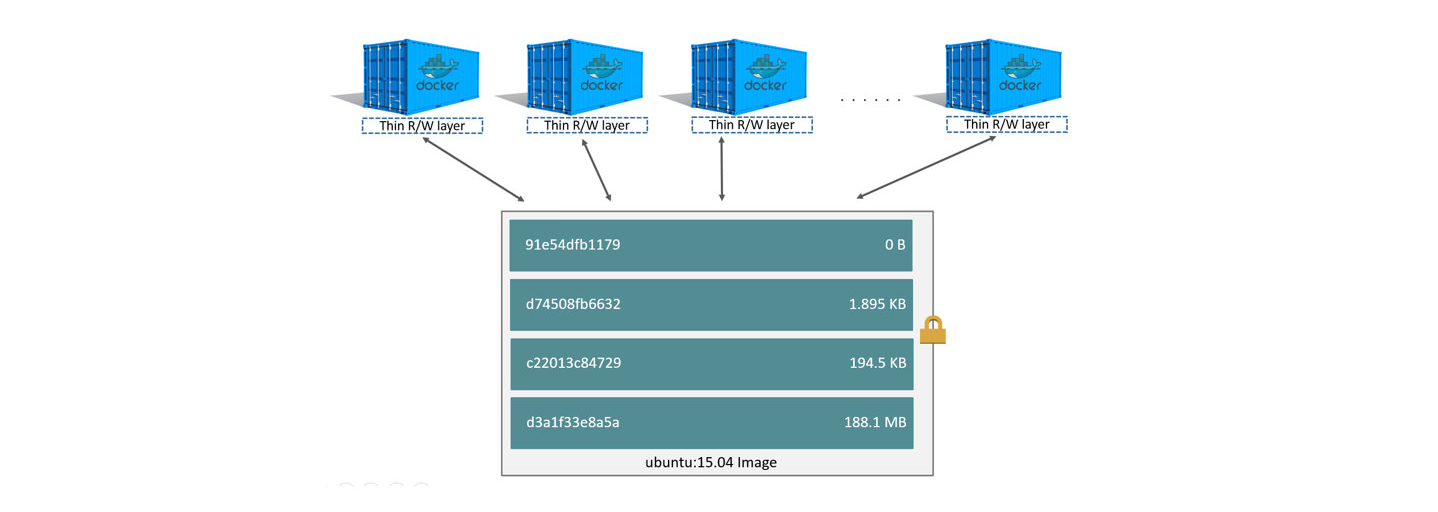 docker docker docker docker
. . . . . .
Thin R/W layer Thin R/W layer Thin R/W layer Thin R/W layer
91e54dfb1179 0 B
d74508fb6632 1.895 KB
c22013c84729 194.5 KB
d3a1f33e8a5a 188.1 MB
ubuntu:15.04 Image